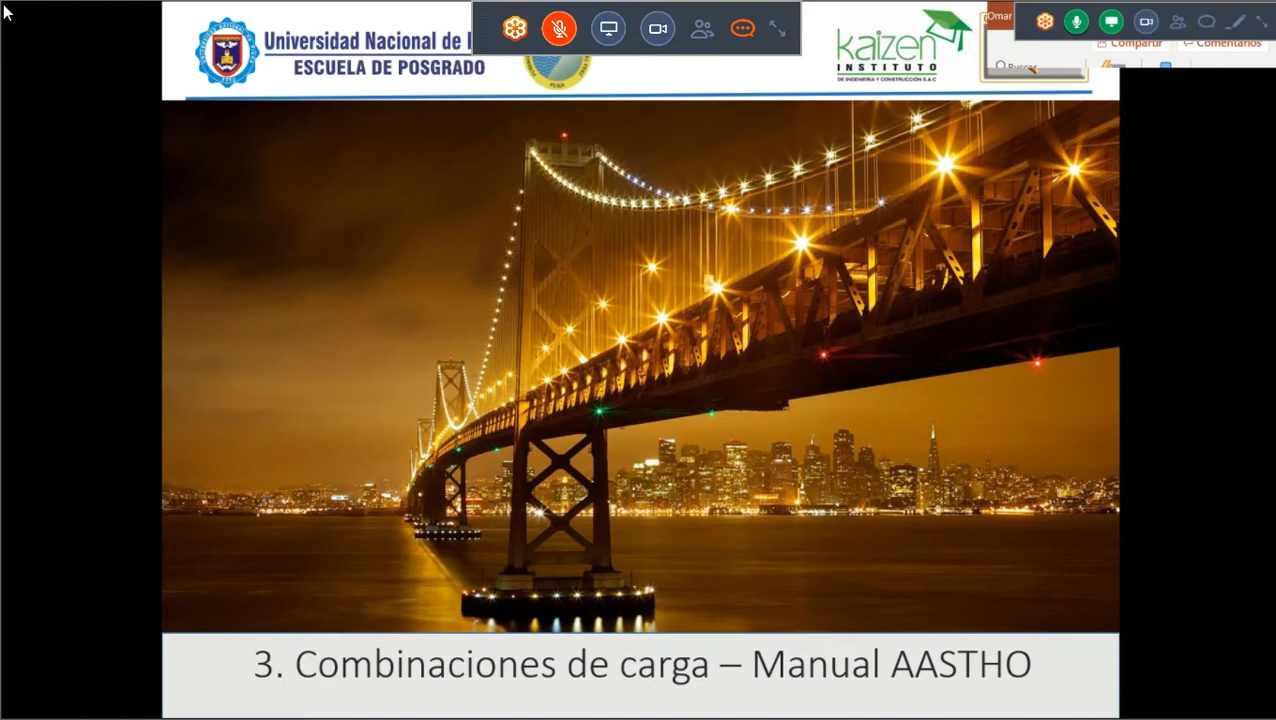 Universidad Nacional de
ESCUELA DE POSGRADO
kaizen
INSTITUTO
DE INGENIERÍA Y CONSTRUCCIÓN S.A.C
Omar
Compartir
Comentarios
Buscar
3. Combinaciones de carga – Manual AASTHO